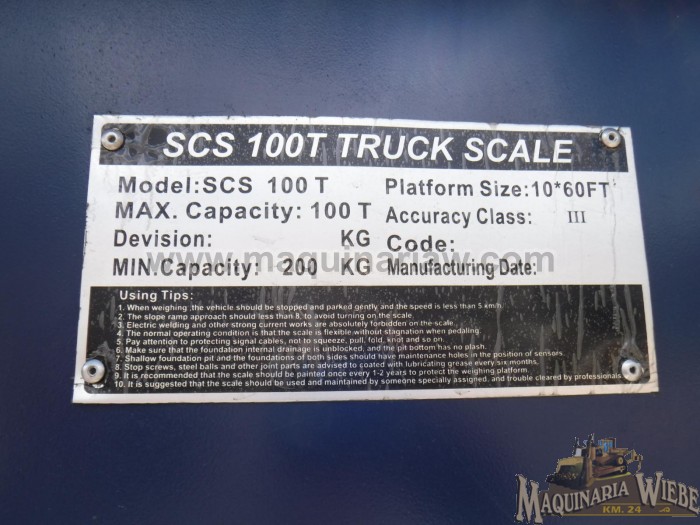 SCS 100T TRUCK SCALE
Model:SCS 100 T Platform Size:10*60FT
MAX. Capacity: 100 T Accuracy Class: III
Devision: KG Code:
www.maquinariaw.com
MIN.Capacity: 200 KG Manufacturing Date:
Using Tips:
1. When weighing ,the vehicle should be stopped and parked gently and the speed is less than 5 km/h.
2. The slope ramp approach should less than 8, to avoid turning on the scale.
3. Electric welding and other strong current works are absolutely forbidden on the scale.
4. The normal operating condition is that the scale is flexible without stagnation when pedaling.
5. Pay attention to protecting signal cables, not to squeeze, pull, fold, knot and so on.
6. Make sure that the foundation internal drainage is unblocked, and the pit bottom has no plash.
7. Shallow foundation pit and the foundations of both sides should have maintenance holes in the position of sensors.
8. Stop screws, steel balls and other joint parts are advised to coated with lubricating grease every six months.
9. It is recommended that the scale should be painted once every 1-2 years to protect the weighing platform.
10. It is suggested that the scale should be used and maintained by someone specially assigned, and trouble cleared by professionals
MAQUINARIA WIEBE
KM. 24